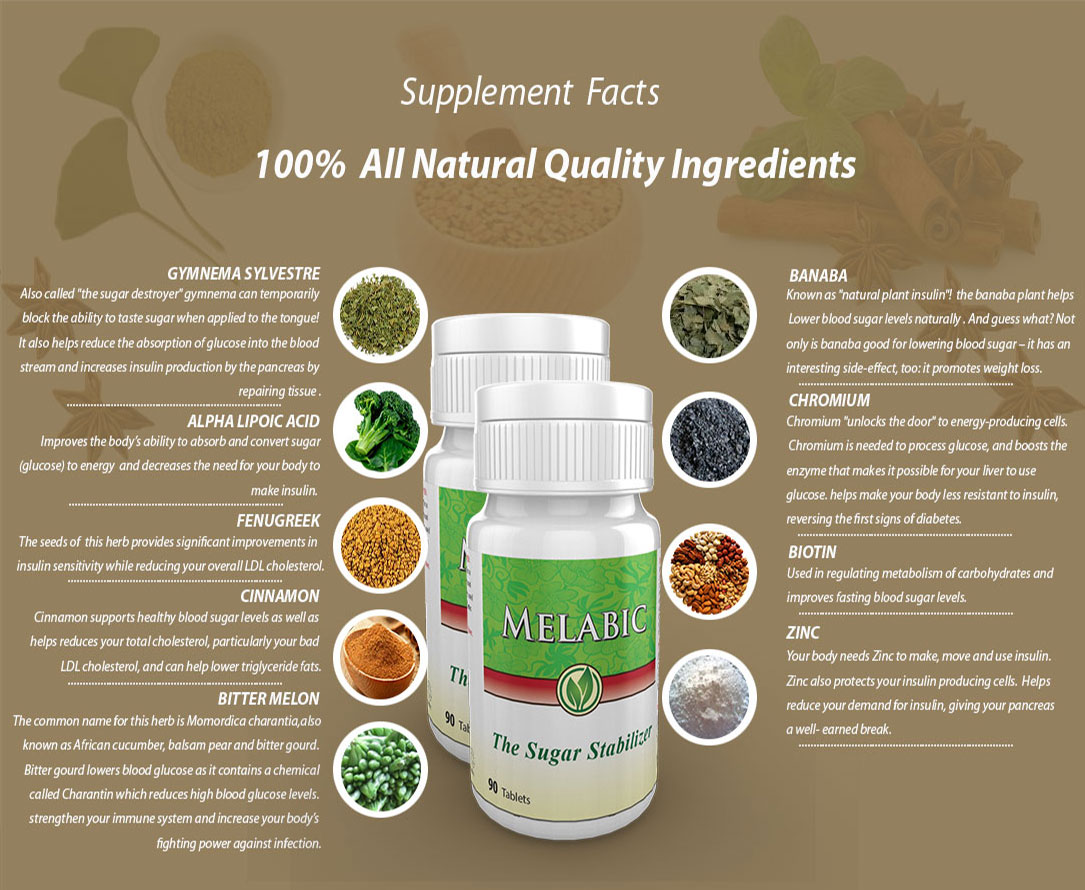 Supplement Facts
100% All Natural Quality Ingredients
GYMNEMA SYLVESTRE
Also called "the sugar destroyer" gymnema can temporarily
block the ability to taste sugar when applied to the tongue!
It also helps reduce the absorption of glucose into the blood
stream and increases insulin production by the pancreas by
repairing tissue .
ALPHA LIPOIC ACID
Improves the body's ability to absorb and convert sugar
(glucose) to energy and decreases the need for your body to
make insulin.
FENUGREEK
The seeds of this herb provides significant improvements in
insulin sensitivity while reducing your overall LDL cholesterol.
CINNAMON
Cinnamon supports healthy blood sugar levels as well as
helps reduces your total cholesterol, particularly your bad
LDL cholesterol, and can help lower triglyceride fats.
BITTER MELON
The common name for this herb is Momordica charantia,also
known as African cucumber, balsam pear and bitter gourd.
Bitter gourd lowers blood glucose as it contains a chemical
called Charantin which reduces high blood glucose levels.
strengthen your immune system and increase your body's
fighting power against infection.
BANABA
Known as "natural plant insulin"! the banaba plant helps
Lower blood sugar levels naturally . And guess what? Not
only is banaba good for lowering blood sugar – it has an
interesting side-effect, too: it promotes weight loss.
CHROMIUM
Chromium "unlocks the door" to energy-producing cells.
Chromium is needed to process glucose, and boosts the
enzyme that makes it possible for your liver to use
glucose. helps make your body less resistant to insulin,
reversing the first signs of diabetes.
BIOTIN
Used in regulating metabolism of carbohydrates and
improves fasting blood sugar levels.
ZINC
Your body needs Zinc to make, move and use insulin.
Zinc also protects your insulin producing cells. Helps
reduce your demand for insulin, giving your pancreas
a well- earned break.
M
Th
90 Tab
MELABIC
The Sugar Stabilizer
90 Tablets